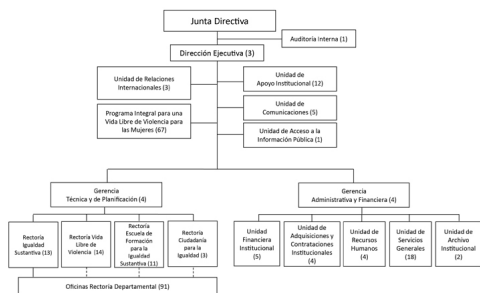 Junta Directiva
Auditoría Interna (1)
Dirección Ejecutiva (3)
Unidad de Relaciones
Internacionales (3)
Unidad de
Apoyo Institucional (12)
Programa Integral para una
Vida Libre de Violencia para
las Mujeres (67)
Unidad de
Comunicaciones (5)
Unidad de Acceso a la
Información Pública (1)
Gerencia
Técnica y de Planificación (4)
Gerencia
Administrativa y Financiera (4)
Rectoría
Igualdad
Sustantiva (13)
Rectoría Vida
Libre de
Violencia (14)
Rectoría
Escuela de
Formación para
la Igualdad
Sustantiva (11)
Rectoría
Ciudadanía
para la
Igualdad (3)
Unidad
Financiera
Institucional
(5)
Unidad de
Adquisiciones y
Contrataciones
Institucionales
(4)
Unidad de
Recursos
Humanos
(4)
Unidad de
Servicios
Generales
(18)
Unidad de
Archivo
Institucional
(2)
Oficinas Rectoría Departamental (91)